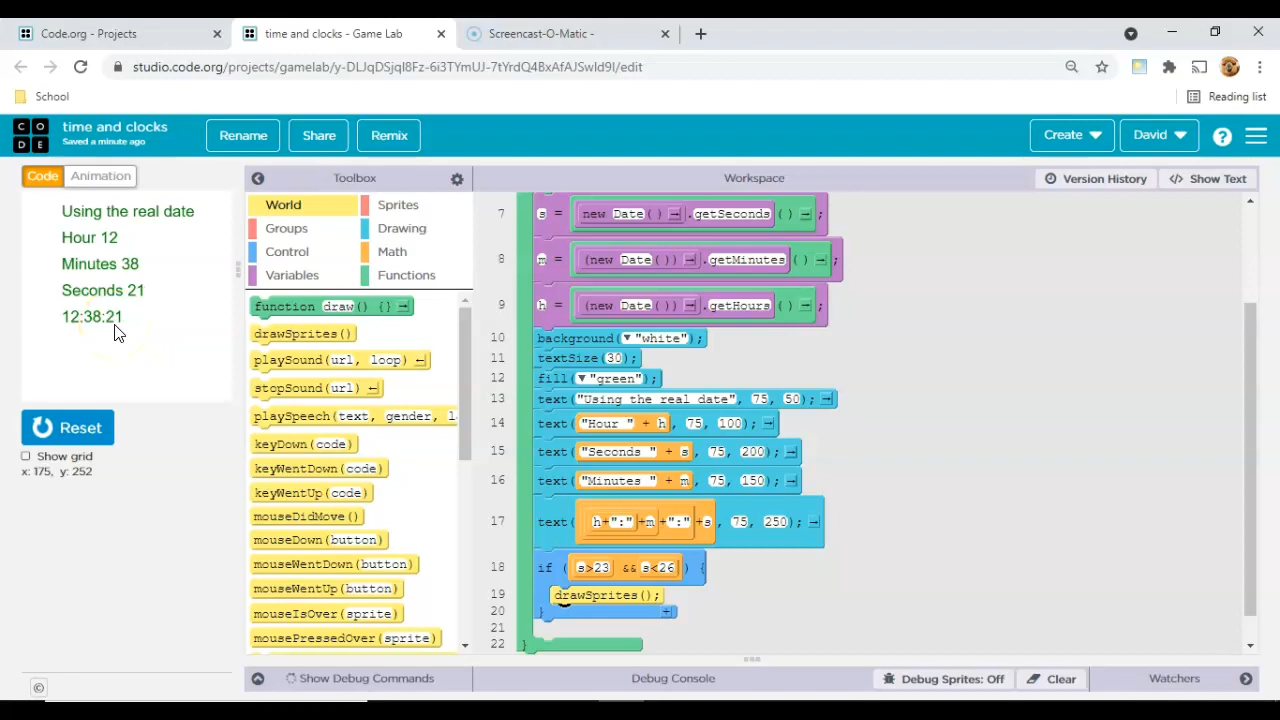 Code.org - Projects
time and clocks - Game Lab
Screencast-O-Matic -
studio.code.org/projects/gamelab/y-DLJqDSjql8Fz-6i3TYmUJ-7tYrdQ4BxAfAJSwld9I/edit
School
Reading list
CODE
time and clocks
Saved a minute ago
Rename
Share
Remix
Create
David
?
Code
Animation
Toolbox
Workspace
Version History
</> Show Text
Using the real date
Hour 12
Minutes 38
Seconds 21
12:38:21
Reset
Show grid
x: 175, y: 252
©
World
Sprites
Groups
Drawing
Control
Math
Variables
Functions
function draw() {}
drawSprites()
playSound(url, loop)
stopSound(url)
playSpeech(text, gender, l
keyDown(code)
keyWentDown(code)
keyWentUp(code)
mouseDidMove()
mouseDown(button)
mouseWentDown(button)
mouseWentUp(button)
mouseIsOver(sprite)
mousePressedOver(sprite)
7 s = new Date() .getSeconds () ;
8 m = (new Date()) .getMinutes () ;
9 h = (new Date()) .getHours () ;
10 background("white");
11 textSize(30);
12 fill("green");
13 text("Using the real date", 75, 50);
14 text("Hour " + h, 75, 100);
15 text("Seconds " + s, 75, 200);
16 text("Minutes " + m, 75, 150);
17 text( h+":"+m+":"+s , 75, 250);
18 if ( s>23 && s<26 ) {
19 drawSprites();
20 }
21
22 }
Show Debug Commands
Debug Console
Debug Sprites: Off
Clear
Watchers